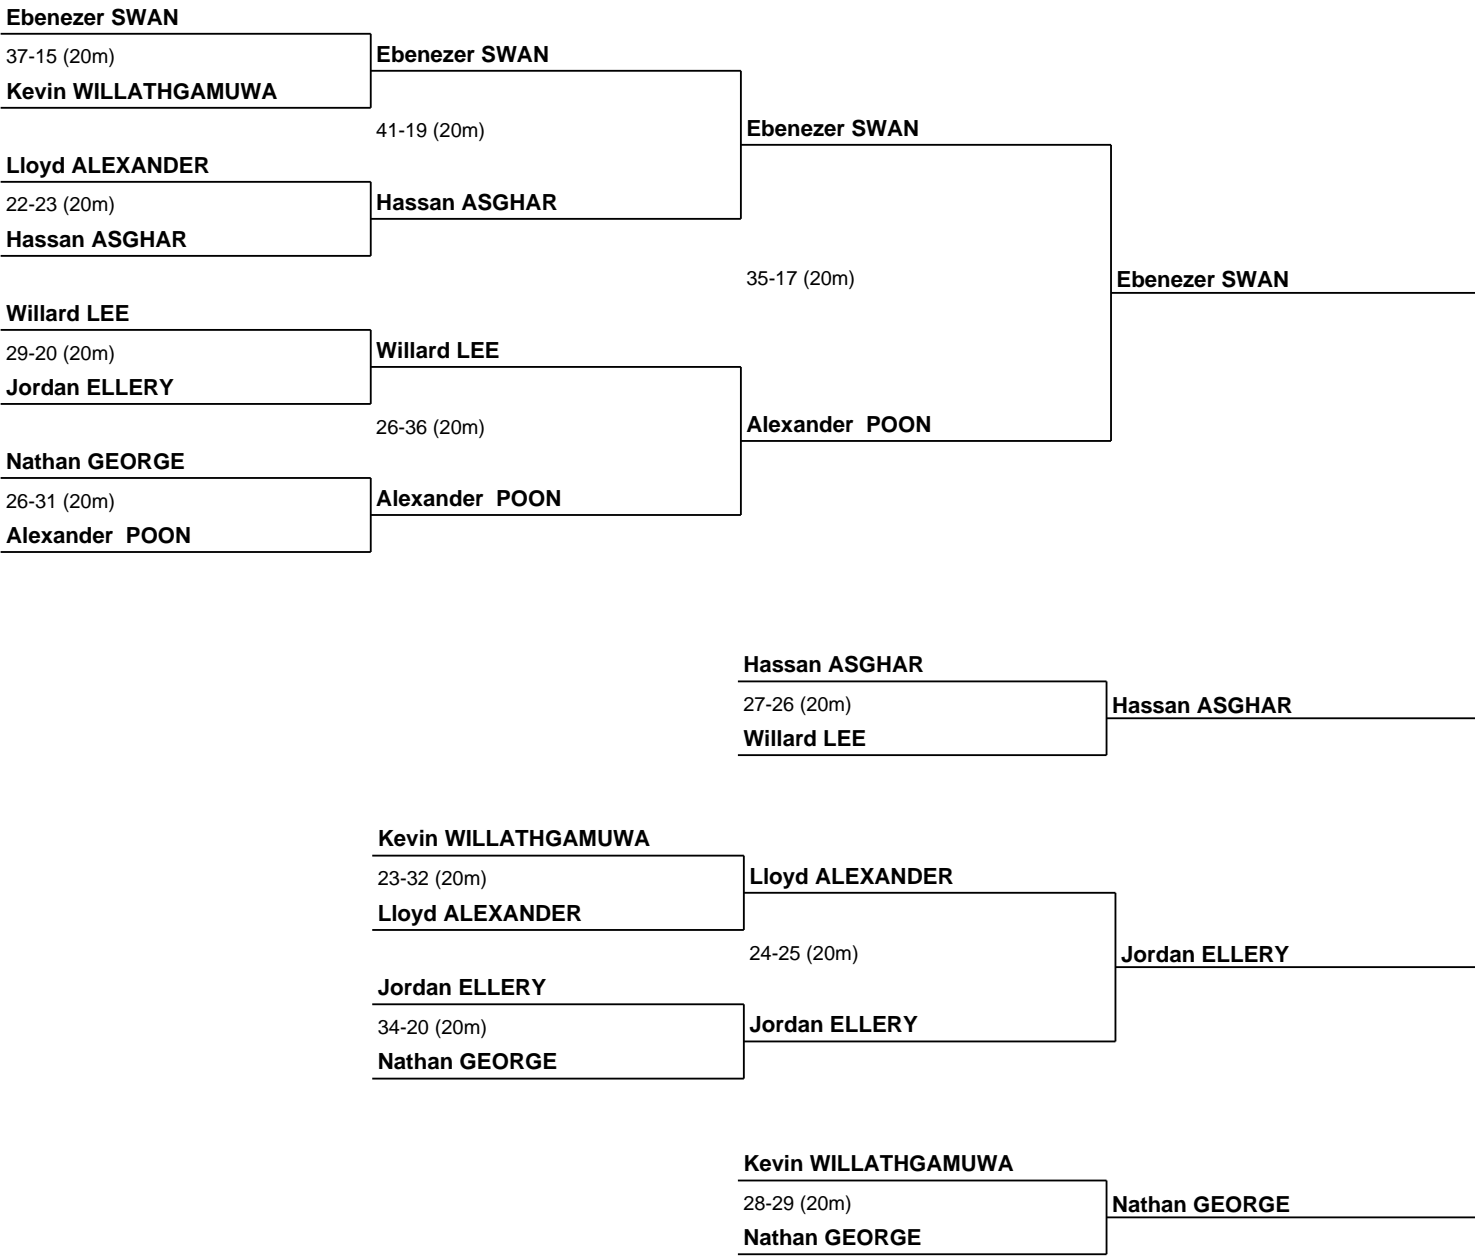 Ebenezer SWAN
37-15 (20m)
Ebenezer SWAN
Kevin WILLATHGAMUWA
41-19 (20m)
Ebenezer SWAN
Lloyd ALEXANDER
22-23 (20m)
Hassan ASGHAR
Hassan ASGHAR
35-17 (20m)
Ebenezer SWAN
Willard LEE
29-20 (20m)
Willard LEE
Jordan ELLERY
26-36 (20m)
Alexander  POON
Nathan GEORGE
26-31 (20m)
Alexander  POON
Alexander  POON
Hassan ASGHAR
27-26 (20m)
Hassan ASGHAR
Willard LEE
Kevin WILLATHGAMUWA
23-32 (20m)
Lloyd ALEXANDER
Lloyd ALEXANDER
24-25 (20m)
Jordan ELLERY
Jordan ELLERY
34-20 (20m)
Jordan ELLERY
Nathan GEORGE
Kevin WILLATHGAMUWA
28-29 (20m)
Nathan GEORGE
Nathan GEORGE